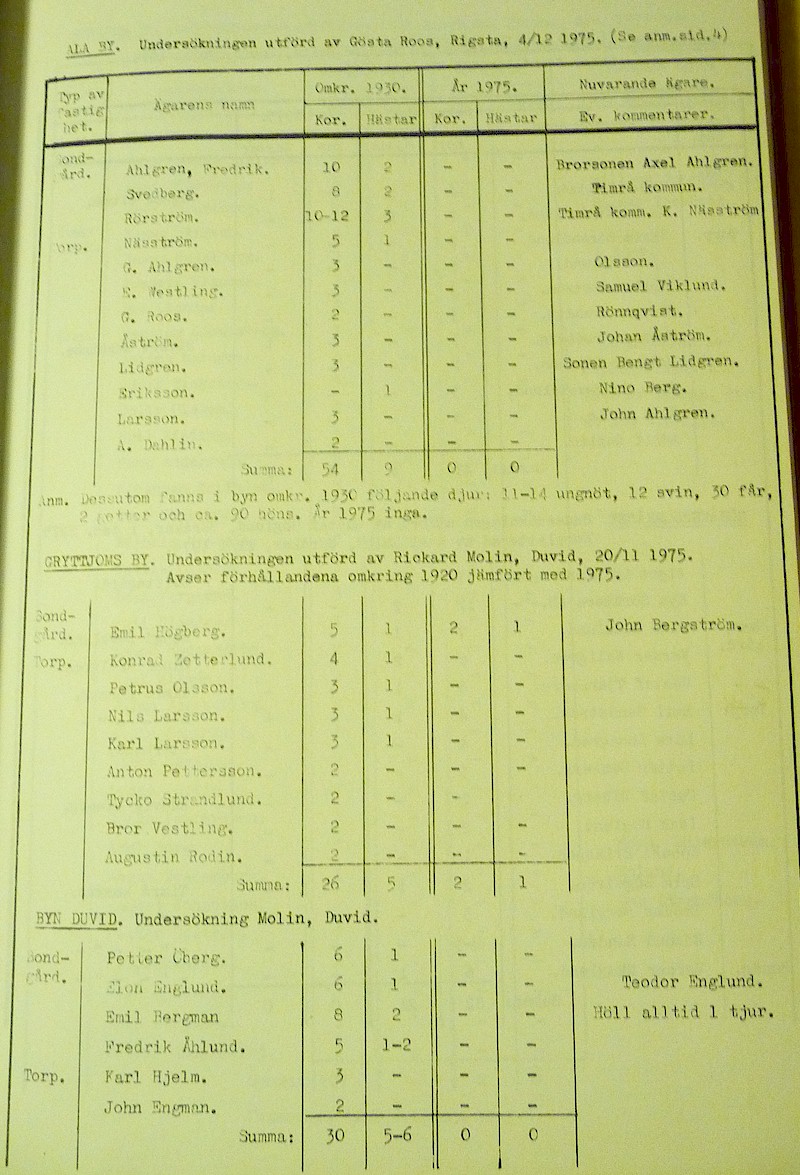 ALA BY. Undersökningen utförd av Gösta Roos, Rigsta, 4/12 1975. (Se anm.sid.4)
Typ av fastighet. Ägarens namn Omkr. 1930. År 1975. Nuvarande ägare.
Kor. Hästar Kor. Hästar Ev. kommentarer.
ond-
ård. Ahlgren, Fredrik. 10 2 - - Brorsonen Axel Ahlgren.
Svedberg. 8 2 - - Timrå kommun.
Rörström. 10-12 3 - - Timrå komm. K. Näsström
orp. Näsström. 5 1 - -
G. Ahlgren. 3 - - - Olsson.
Vestling. 3 - - - Samuel Viklund.
G. Roos. 2 - - - Rönnqvist.
Åström. 3 - - - Johan Åström.
Lidgren. 3 - - - Sonen Bengt Lidgren.
Eriksson. - 1 - - Nino Berg.
Larsson. 3 - - - John Ahlgren.
A. Dahlin. 2 - - -
Summa: 54 9 0 0
Anm. Dessutom fanns i byn omkr. 1930 följande djur: 11-14 ungnöt, 12 svin, 30 får,
2 getter och ca. 90 höns. År 1975 inga.
GRYTTJOMS BY. Undersökningen utförd av Rickard Molin, Duvid, 20/11 1975.
Avser förhållandena omkring 1920 jämfört med 1975.
Bond-
gård. Emil Högberg. 5 1 2 1 John Bergström.
Torp. Konrad Zetterlund. 4 1 - -
Petrus Olsson. 3 1 - -
Nils Larsson. 3 1 - -
Karl Larsson. 3 1 - -
Anton Pettersson. 2 - - -
Tycko Strandlund. 2 - -
Bror Vestling. 2 - - -
Augustin Rodin. 2 - - -
Summa: 26 5 2 1
BYN DUVID. Undersökning Molin, Duvid.
Bond-
gård. Petter Öberg. 6 1 - -
Elon Englund. 6 1 - - Teodor Englund.
Emil Bergman 8 2 - - Höll alltid 1 tjur.
Fredrik Åhlund. 5 1-2 - -
Torp. Karl Hjelm. 3 - - -
John Engman. 2 - - -
Summa: 30 5-6 0 0